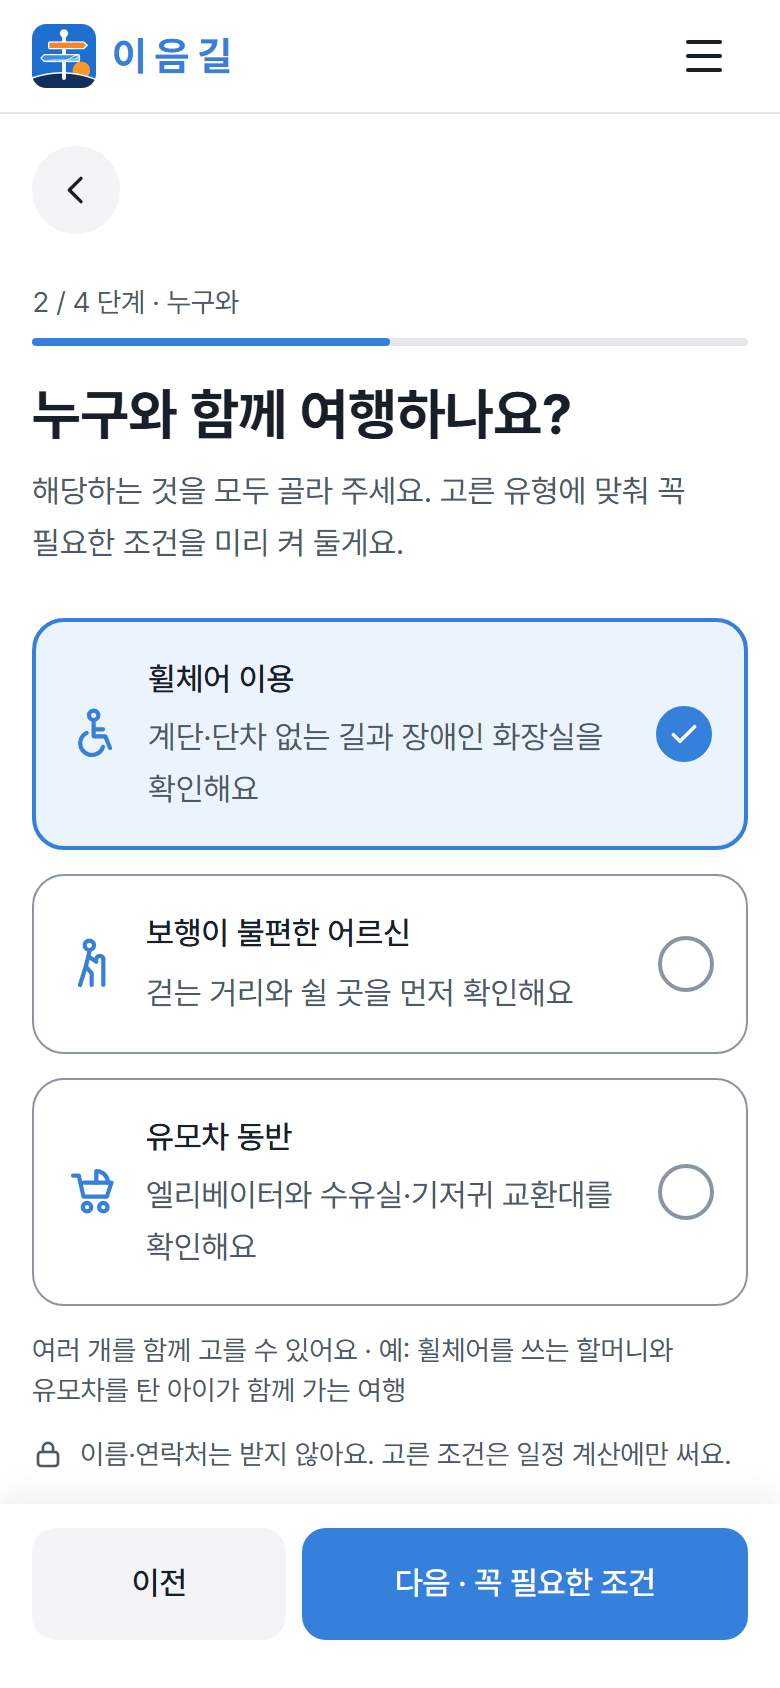 이음길
2 / 4 단계 · 누구와
누구와 함께 여행하나요?
해당하는 것을 모두 골라 주세요. 고른 유형에 맞춰 꼭
필요한 조건을 미리 켜 둘게요.
휠체어 이용
계단·단차 없는 길과 장애인 화장실을
확인해요
보행이 불편한 어르신
걷는 거리와 쉴 곳을 먼저 확인해요
유모차 동반
엘리베이터와 수유실·기저귀 교환대를
확인해요
여러 개를 함께 고를 수 있어요 · 예: 휠체어를 쓰는 할머니와
유모차를 탄 아이가 함께 가는 여행
이름·연락처는 받지 않아요. 고른 조건은 일정 계산에만 써요.
이전
다음 · 꼭 필요한 조건